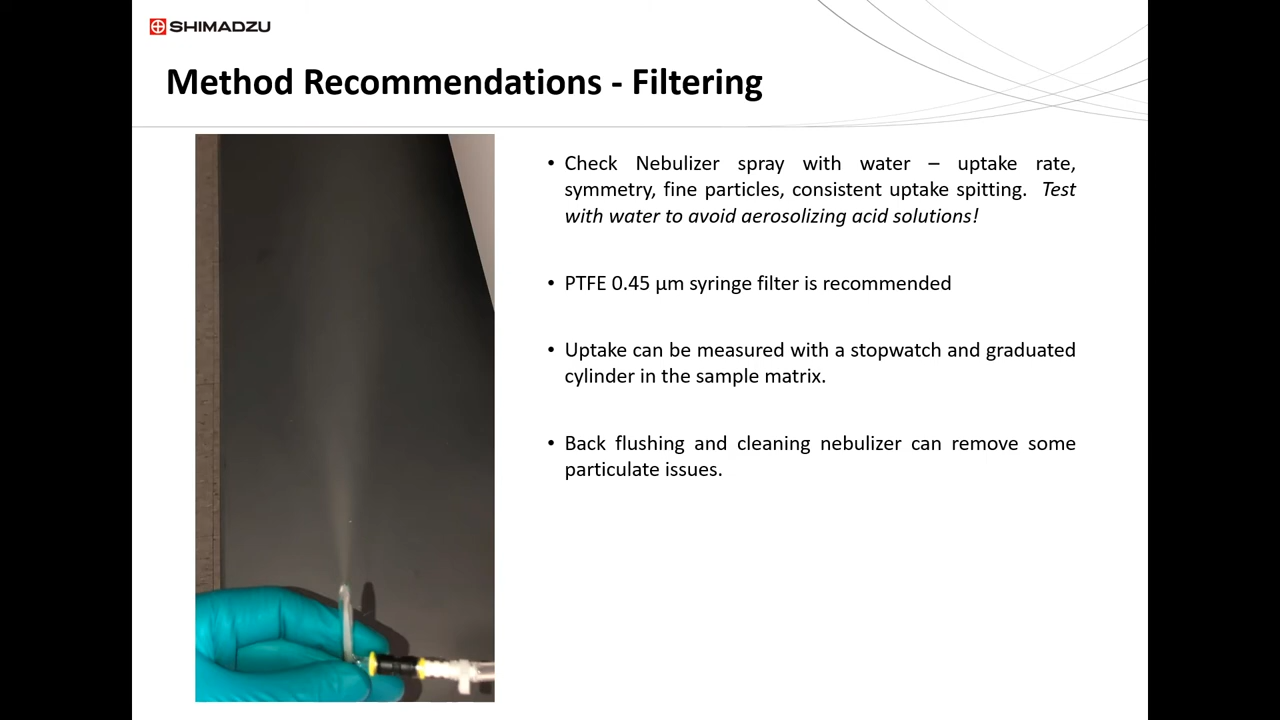 SHIMADZU
Method Recommendations - Filtering
• Check Nebulizer spray with water – uptake rate,
symmetry, fine particles, consistent uptake spitting. Test
with water to avoid aerosolizing acid solutions!
• PTFE 0.45 µm syringe filter is recommended
• Uptake can be measured with a stopwatch and graduated
cylinder in the sample matrix.
• Back flushing and cleaning nebulizer can remove some
particulate issues.